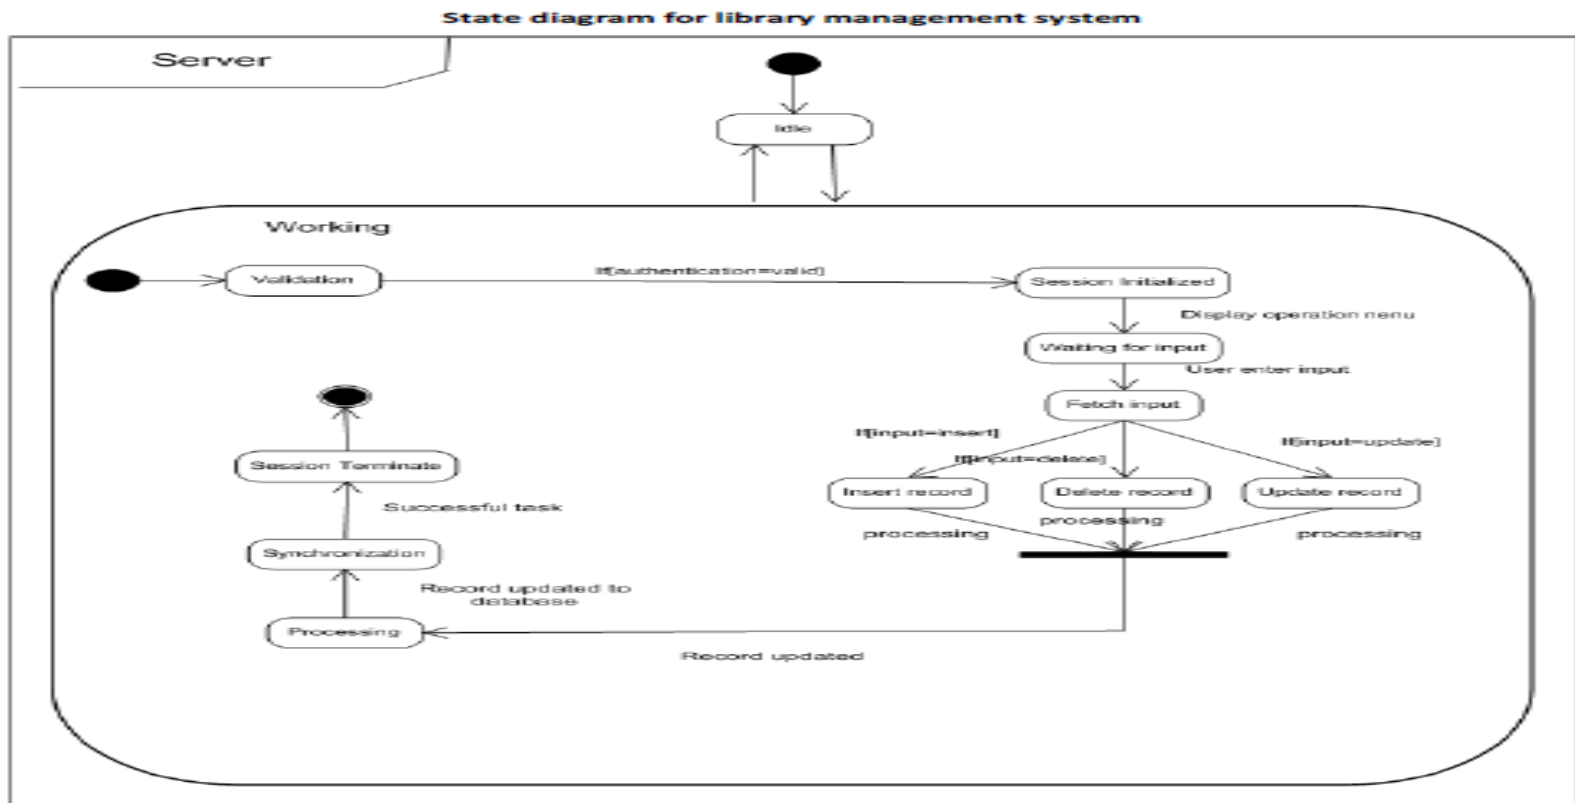 State diagram for library management system
Server
Idle
Working
Validation
If[authentication=valid]
Session Initialized
Display operation nenu
Waiting for input
User enter input
Fetch input
If[input=insert]
If[input=delete]
If[input=update]
Insert record
Delete record
Update record
processing
processing
processing
Session Terminate
Successful task
Synchronization
Record updated to
database
Processing
Record updated